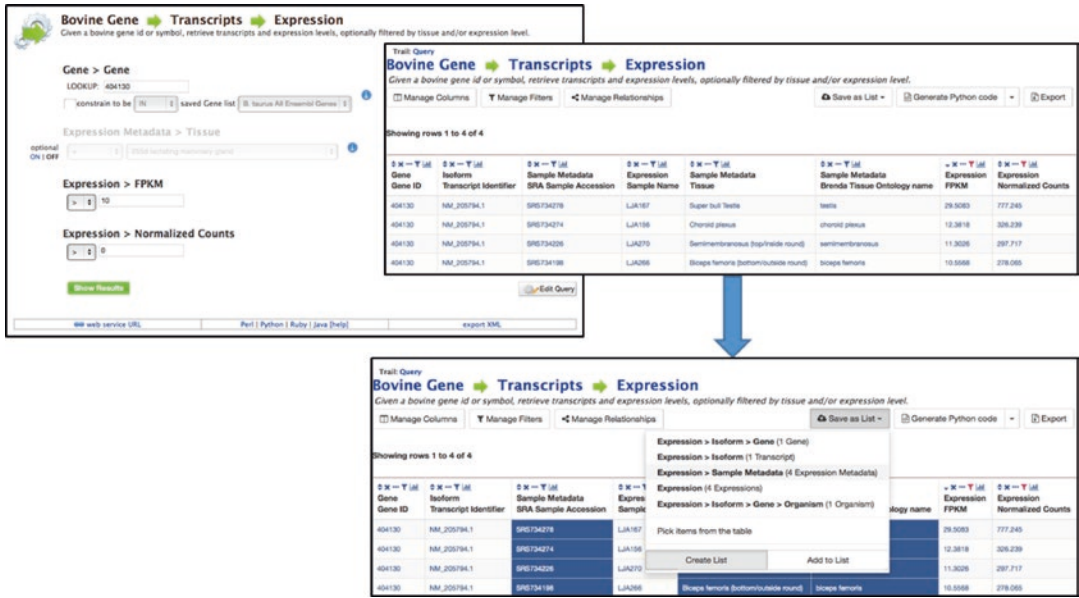 Bovine Gene Transcripts Expression
Given a bovine gene id or symbol, retrieve transcripts and expression levels, optionally filtered by tissue and/or expression level.
Gene > Gene
LOOKUP: 404130
constrain to be IN saved Gene list B. taurus All Ensembl Genes
Expression Metadata > Tissue
optional
ON | OFF
Expression > FPKM
> 10
Expression > Normalized Counts
> 0
Show Results
Edit Query
web service URL
Perl | Python | Ruby | Java [help]
export XML
Trail: Query
Bovine Gene Transcripts Expression
Given a bovine gene id or symbol, retrieve transcripts and expression levels, optionally filtered by tissue and/or expression level.
Manage Columns Manage Filters Manage Relationships Save as List Generate Python code Export
Showing rows 1 to 4 of 4
Gene Isoform Sample Metadata Expression Sample Metadata Sample Metadata Expression Expression
Gene ID Transcript Identifier SRA Sample Accession Sample Name Tissue Brenda Tissue Ontology name FPKM Normalized Counts
404130 NM_205794.1 SRS734278 LJA167 Super bull Testis testis 29.5083 777.245
404130 NM_205794.1 SRS734274 LJA156 Choroid plexus choroid plexus 12.3818 326.239
404130 NM_205794.1 SRS734226 LJA270 Semimembranosus (top/inside round) semimembranosus 11.3026 297.717
404130 NM_205794.1 SRS734198 LJA266 Biceps femoris (bottom/outside round) biceps femoris 10.5568 278.065
Trail: Query
Bovine Gene Transcripts Expression
Given a bovine gene id or symbol, retrieve transcripts and expression levels, optionally filtered by tissue and/or expression level.
Manage Columns Manage Filters Manage Relationships Save as List Generate Python code Export
Expression > Isoform > Gene (1 Gene)
Expression > Isoform (1 Transcript)
Expression > Sample Metadata (4 Expression Metadata)
Expression (4 Expressions)
Expression > Isoform > Gene > Organism (1 Organism)
Pick items from the table
Create List Add to List
Showing rows 1 to 4 of 4
Gene Isoform Sample Metadata Expres Expression Expression
Gene ID Transcript Identifier SRA Sample Accession Sample ology name FPKM Normalized Counts
404130 NM_205794.1 SRS734278 LJA167 29.5083 777.245
404130 NM_205794.1 SRS734274 LJA156 12.3818 326.239
404130 NM_205794.1 SRS734226 LJA270 11.3026 297.717
404130 NM_205794.1 SRS734198 LJA266 Biceps femoris (bottom/outside round) biceps femoris 10.5568 278.065